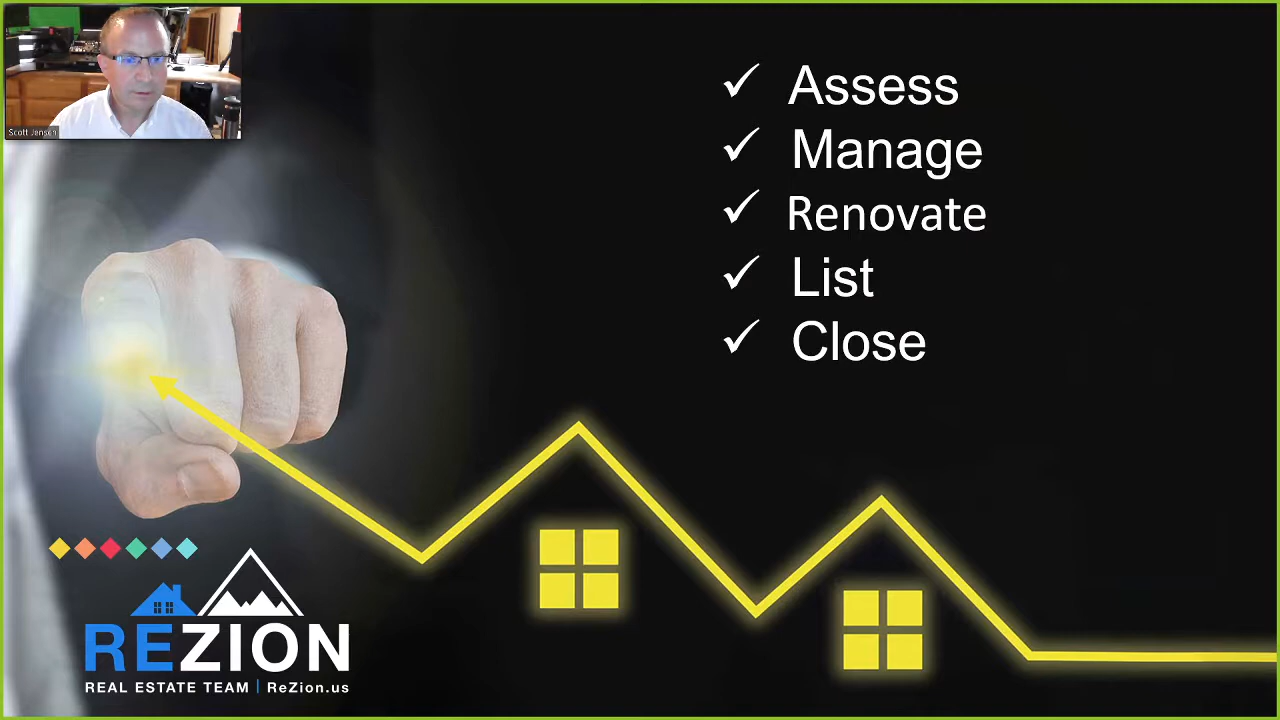 Scott Jensen
Assess
Manage
Renovate
List
Close
REZION
REAL ESTATE TEAM | ReZion.us